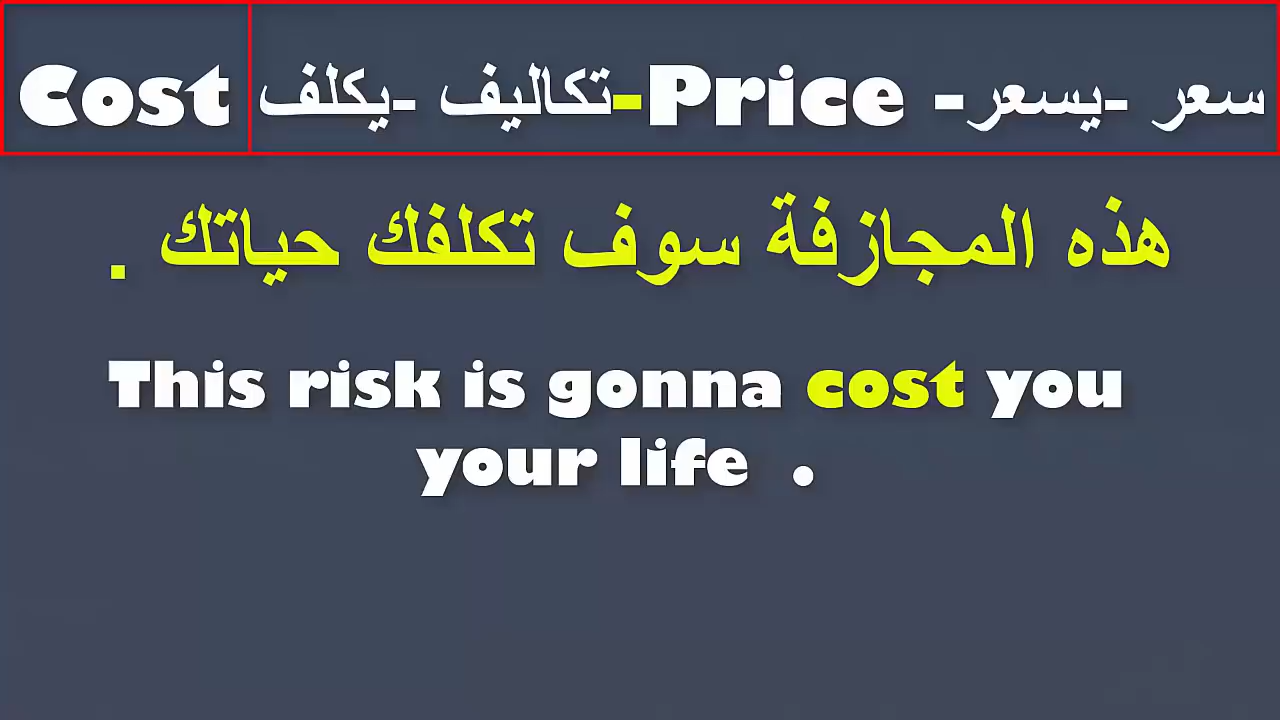 Cost تكاليف -يكلف-Price -سعر -يسعر
هذه المجازفة سوف تكلفك حياتك .
This risk is gonna cost you
your life .